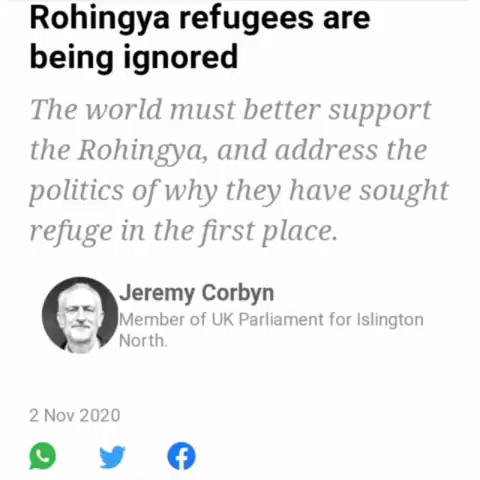 Rohingya refugees are
being ignored
The world must better support
the Rohingya, and address the
politics of why they have sought
refuge in the first place.
Jeremy Corbyn
Member of UK Parliament for Islington
North.
2 Nov 2020